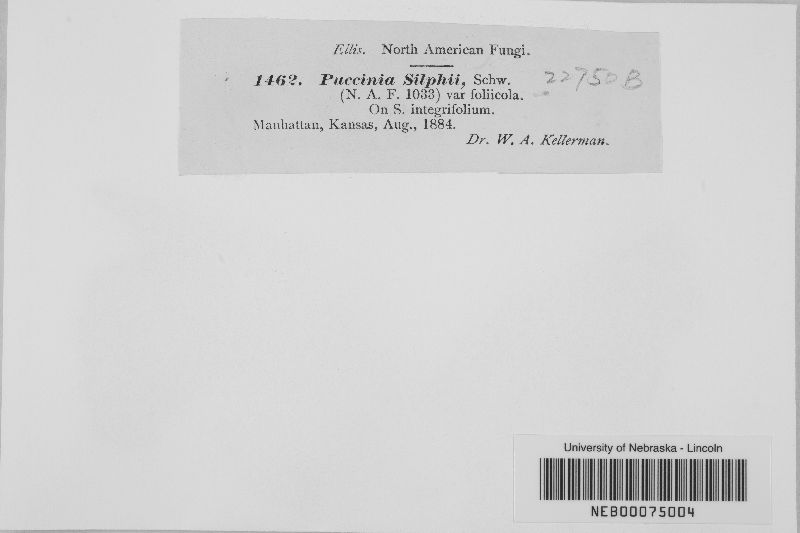 Ellis. North American Fungi.
1462. Puccinia Silphii, Schw. 22750B
(N. A. F. 1033) var foliicola.
On S. integrifolium.
Manhattan, Kansas, Aug., 1884.
Dr. W. A. Kellerman.
University of Nebraska - Lincoln
NEB00075004